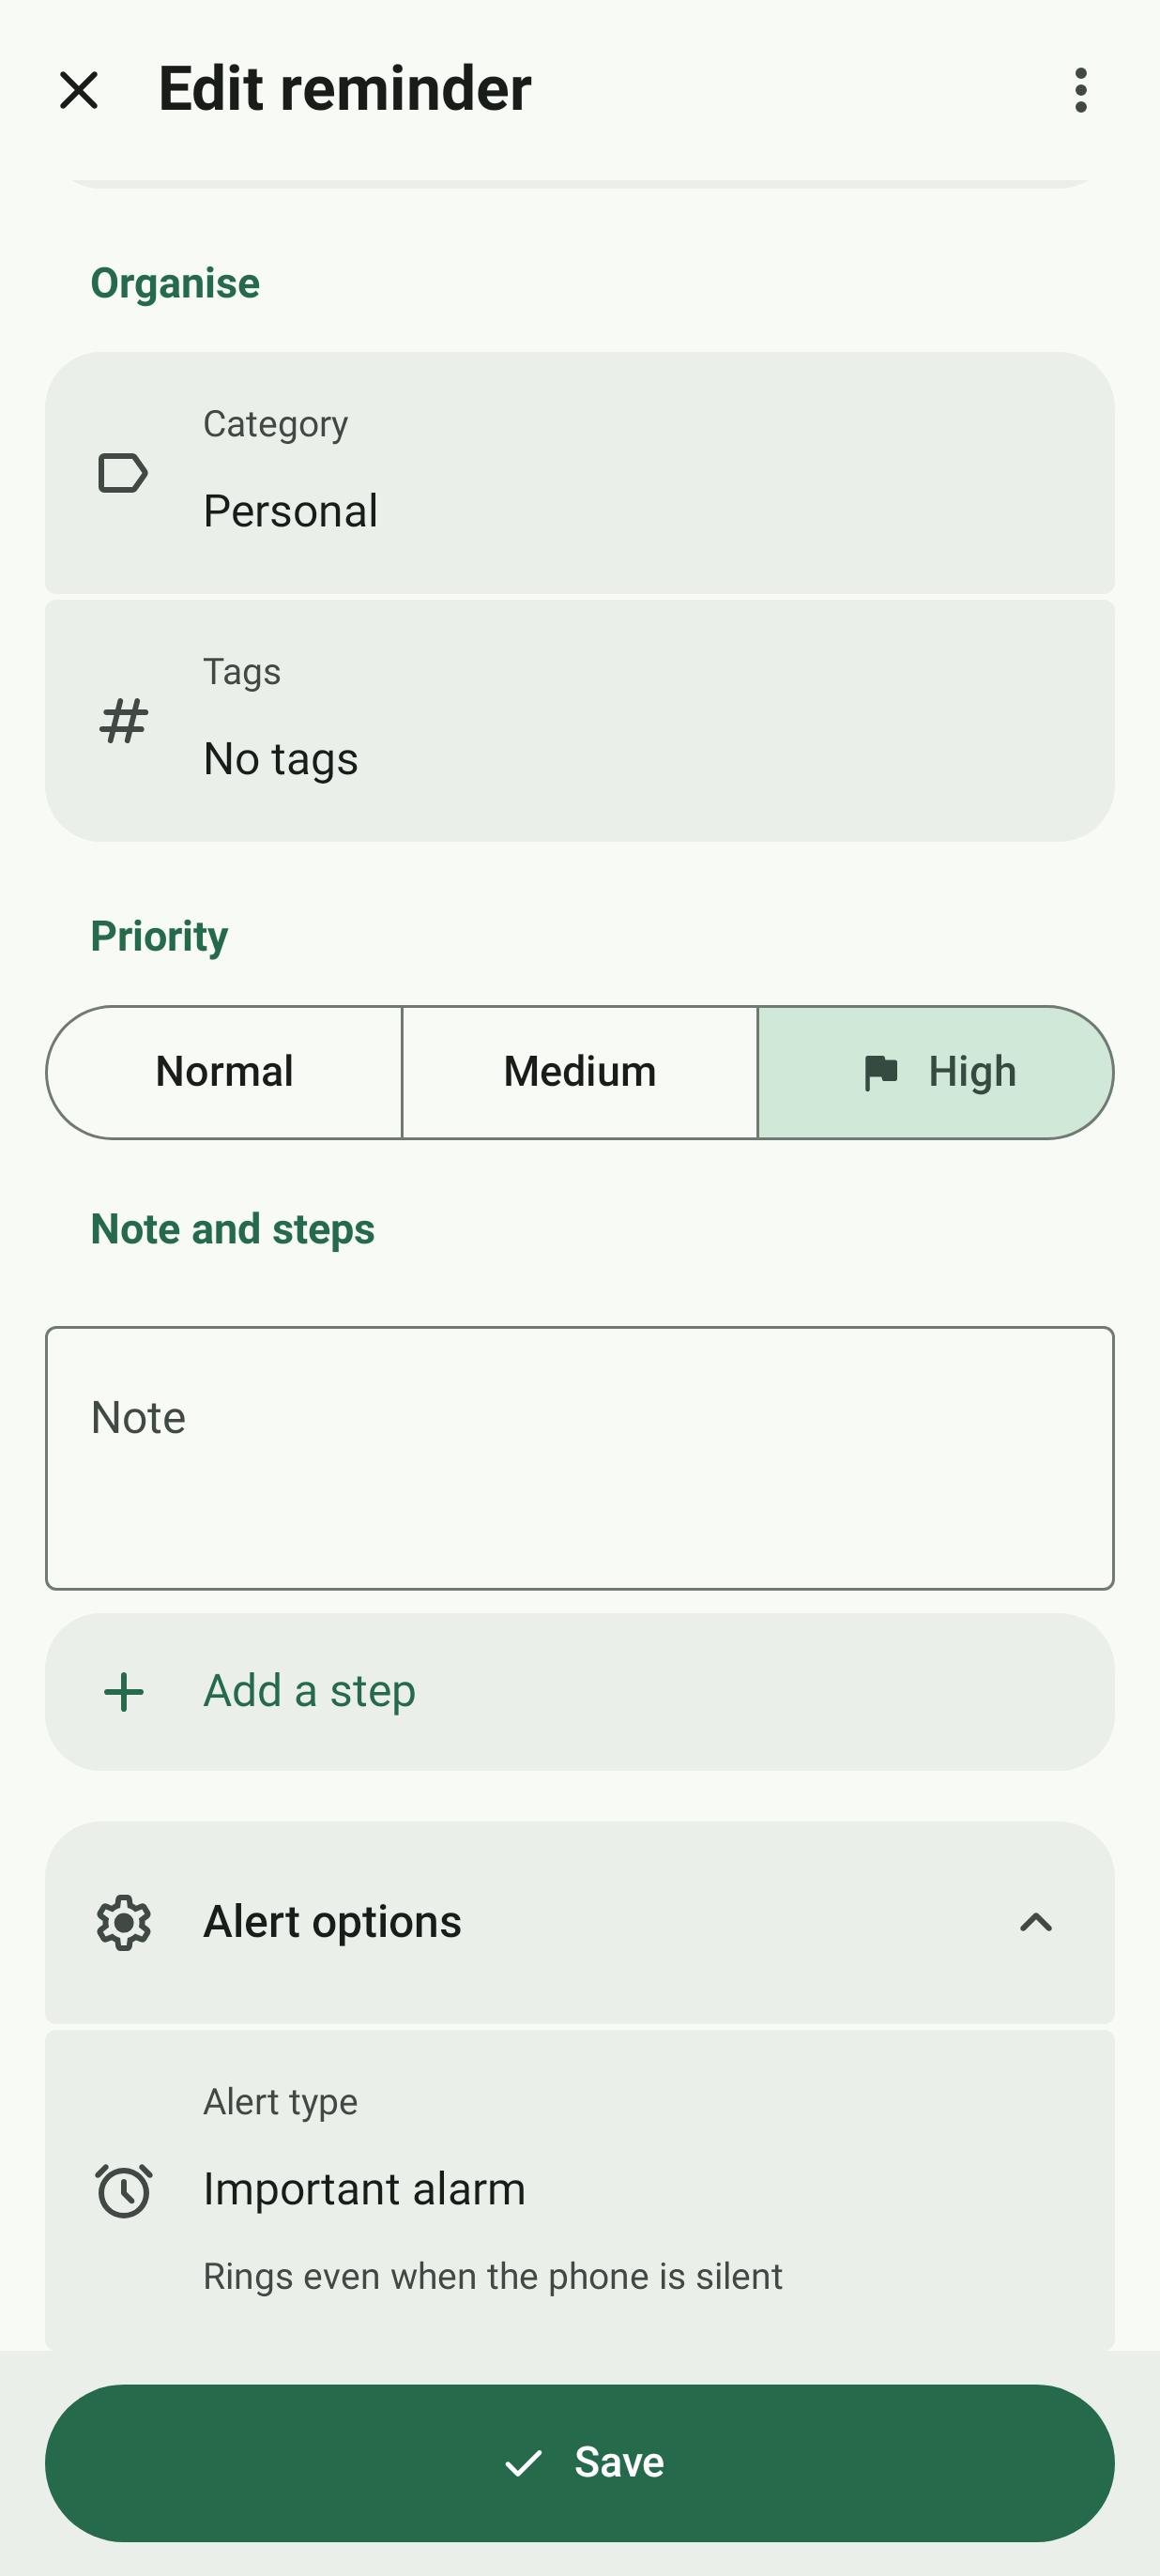 Edit reminder
Organise
Category
Personal
Tags
No tags
Priority
Normal
Medium
High
Note and steps
Note
Add a step
Alert options
Alert type
Important alarm
Rings even when the phone is silent
Save